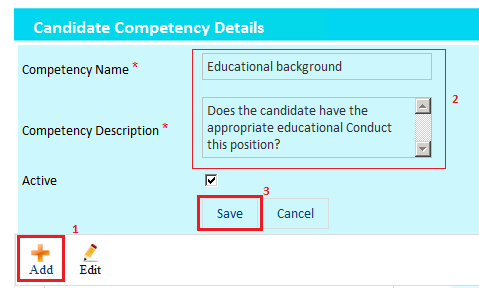 Candidate Competency Details
Competency Name * Educational background
2
Does the candidate have the
Competency Description * appropriate educational Conduct
this position?
Active
3
Save Cancel
1
Add Edit